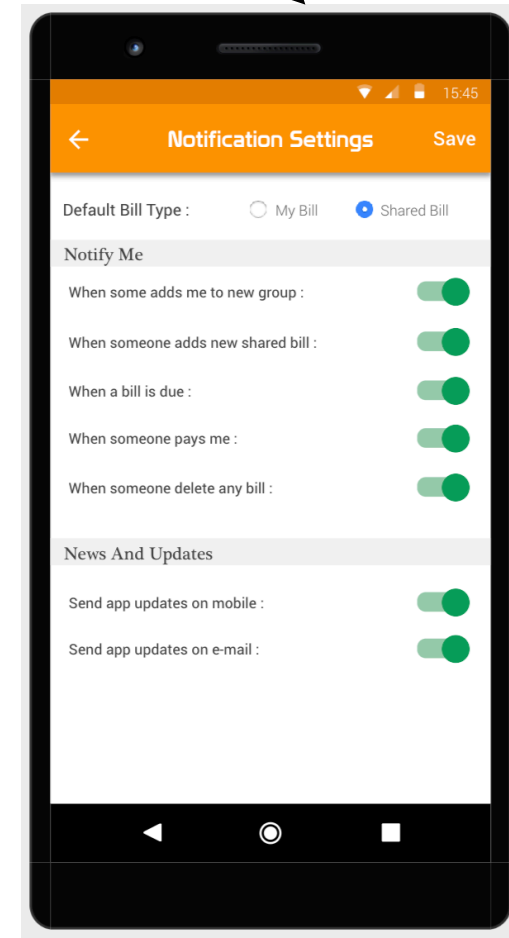 15:45
Notification Settings Save
Default Bill Type : My Bill Shared Bill
Notify Me
When some adds me to new group :
When someone adds new shared bill :
When a bill is due :
When someone pays me :
When someone delete any bill :
News And Updates
Send app updates on mobile :
Send app updates on e-mail :